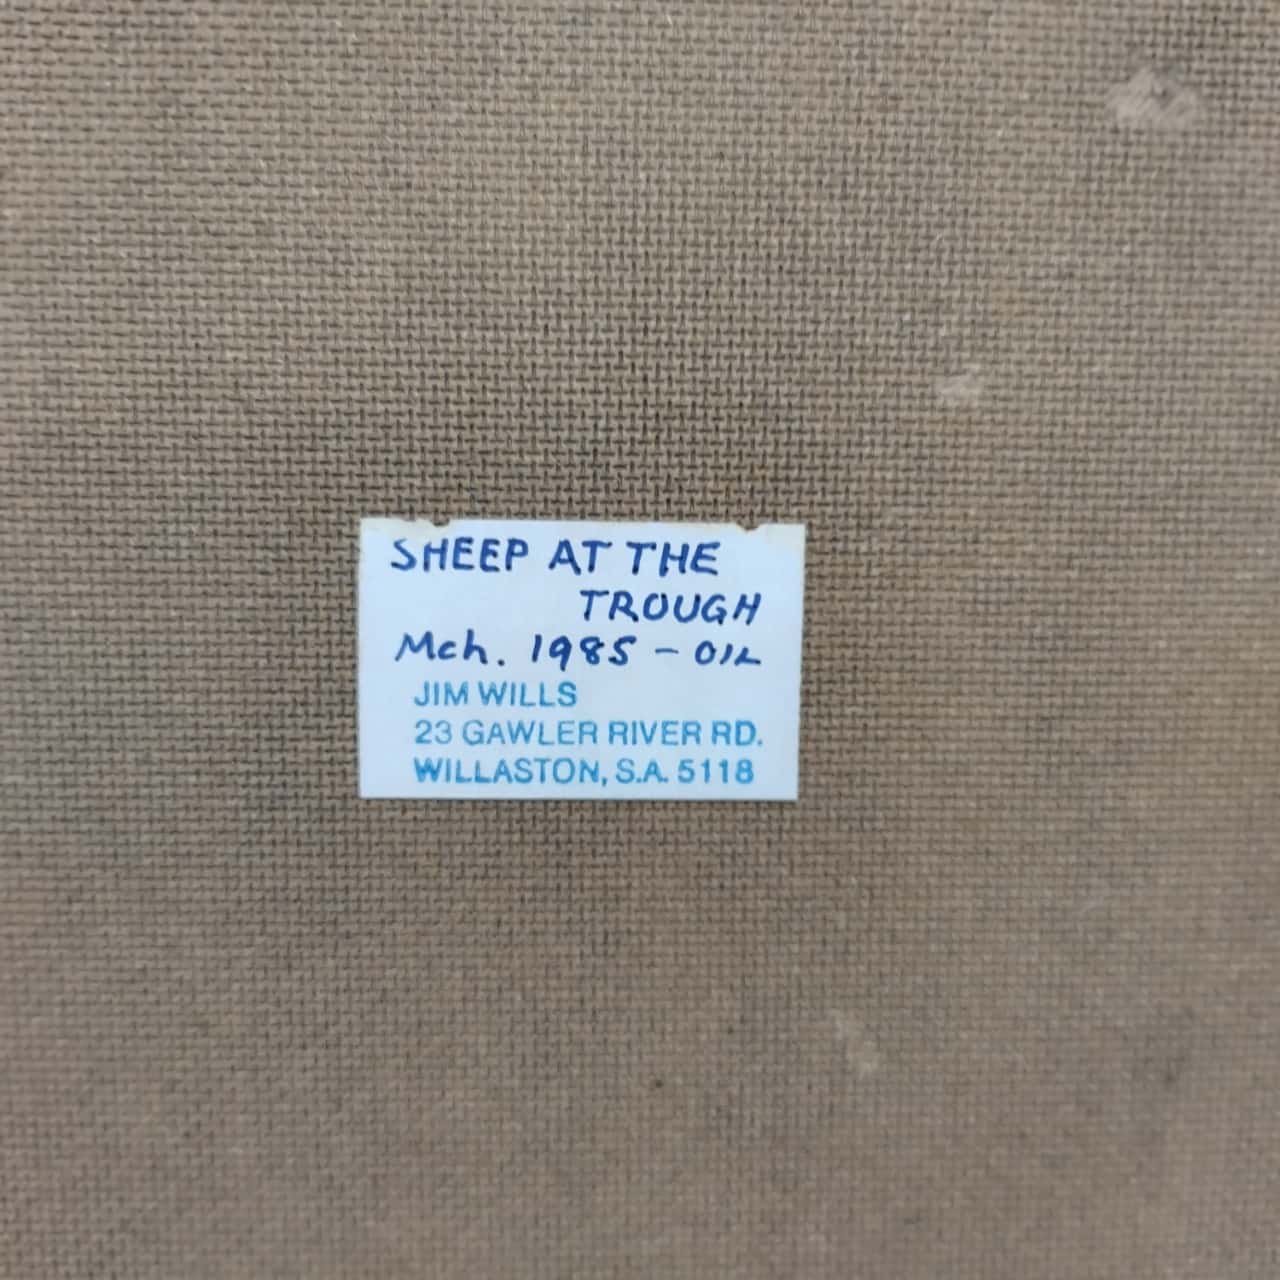 SHEEP AT THE
TROUGH
Mch. 1985 - OIL
JIM WILLS
23 GAWLER RIVER RD.
WILLASTON, S.A. 5118